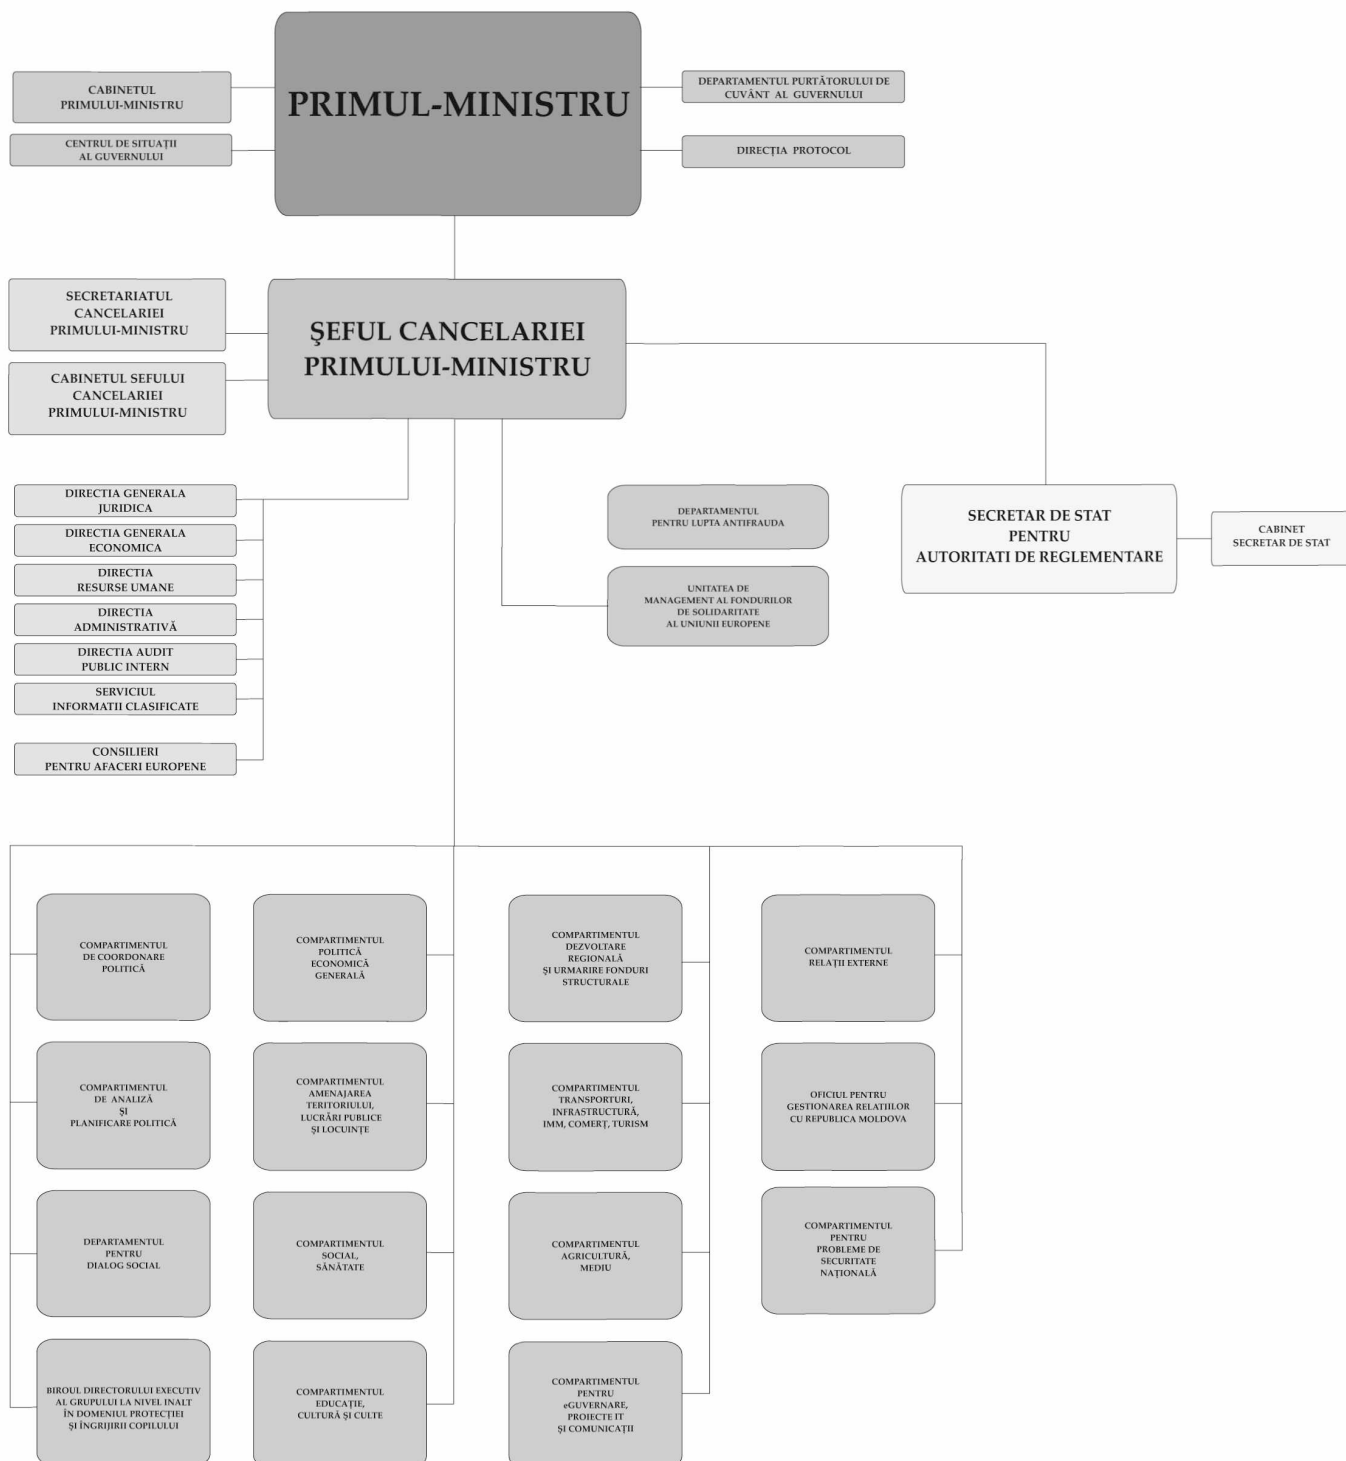 PRIMUL-MINISTRU
CABINETUL
PRIMULUI-MINISTRU
CENTRUL DE SITUAȚII
AL GUVERNULUI
DEPARTAMENTUL PURTĂTORULUI DE
CUVÂNT AL GUVERNULUI
DIRECȚIA PROTOCOL
SECRETARIATUL
CANCELARIEI
PRIMULUI-MINISTRU
CABINETUL SEFULUI
CANCELARIEI
PRIMULUI-MINISTRU
ŞEFUL CANCELARIEI
PRIMULUI-MINISTRU
DIRECTIA GENERALA
JURIDICA
DIRECTIA GENERALA
ECONOMICA
DIRECTIA
RESURSE UMANE
DIRECTIA
ADMINISTRATIVĂ
DIRECTIA AUDIT
PUBLIC INTERN
SERVICIUL
INFORMATII CLASIFICATE
CONSILIERI
PENTRU AFACERI EUROPENE
DEPARTAMENTUL
PENTRU LUPTA ANTIFRAUDA
UNITATEA DE
MANAGEMENT AL FONDURILOR
DE SOLIDARITATE
AL UNIUNII EUROPENE
SECRETAR DE STAT
PENTRU
AUTORITATI DE REGLEMENTARE
CABINET
SECRETAR DE STAT
COMPARTIMENTUL
DE COORDONARE
POLITICĂ
COMPARTIMENTUL
POLITICĂ
ECONOMICĂ
GENERALĂ
COMPARTIMENTUL
DEZVOLTARE
REGIONALĂ
ŞI URMARIRE FONDURI
STRUCTURALE
COMPARTIMENTUL
RELAȚII EXTERNE
COMPARTIMENTUL
DE ANALIZĂ
ŞI
PLANIFICARE POLITICĂ
COMPARTIMENTUL
AMENAJAREA
TERITORIULUI,
LUCRĂRI PUBLICE
ŞI LOCUINȚE
COMPARTIMENTUL
TRANSPORTURI,
INFRASTRUCTURĂ,
IMM, COMERȚ, TURISM
OFICIUL PENTRU
GESTIONAREA RELATIILOR
CU REPUBLICA MOLDOVA
DEPARTAMENTUL
PENTRU
DIALOG SOCIAL
COMPARTIMENTUL
SOCIAL,
SĂNĂTATE
COMPARTIMENTUL
AGRICULTURĂ,
MEDIU
COMPARTIMENTUL
PENTRU
PROBLEME DE
SECURITATE
NAȚIONALĂ
BIROUL DIRECTORULUI EXECUTIV
AL GRUPULUI LA NIVEL INALT
ÎN DOMENIUL PROTECȚIEI
ŞI ÎNGRIJIRII COPILULUI
COMPARTIMENTUL
EDUCAȚIE,
CULTURĂ ŞI CULTE
COMPARTIMENTUL
PENTRU
eGUVERNARE,
PROIECTE IT
ŞI COMUNICAȚII